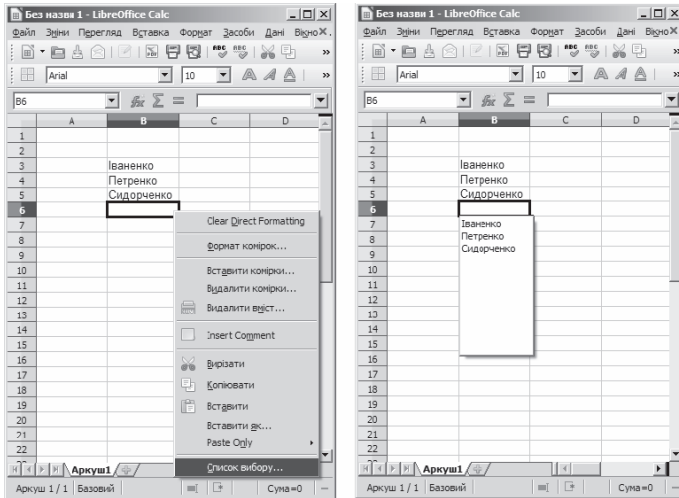 Без назви 1 - LibreOffice Calc
Файл Зміни Перегляд Вставка Формат Засоби Дані Вікно
ABC ABC
Arial 10
B6
A B C D
1
2
3 Іваненко
4 Петренко
5 Сидорченко
6
7
8
9
10
11
12
13
14
15
16
17
18
19
20
21
22
Clear Direct Formatting
Формат комірок...
Вставити комірки...
Видалити комірки...
Видалити вміст...
Insert Comment
Вирізати
Копіювати
Вставити
Вставити як...
Paste Only
Список вибору...
Аркуш1
Аркуш 1 / 1 Базовий Сума=0
Без назви 1 - LibreOffice Calc
Файл Зміни Перегляд Вставка Формат Засоби Дані Вікно
ABC ABC
Arial 10
B6
A B C D
1
2
3 Іваненко
4 Петренко
5 Сидорченко
6
7 Іваненко
8 Петренко
9 Сидорченко
10
11
12
13
14
15
16
17
18
19
20
21
22
Аркуш1
Аркуш 1 / 1 Базовий Сума=0